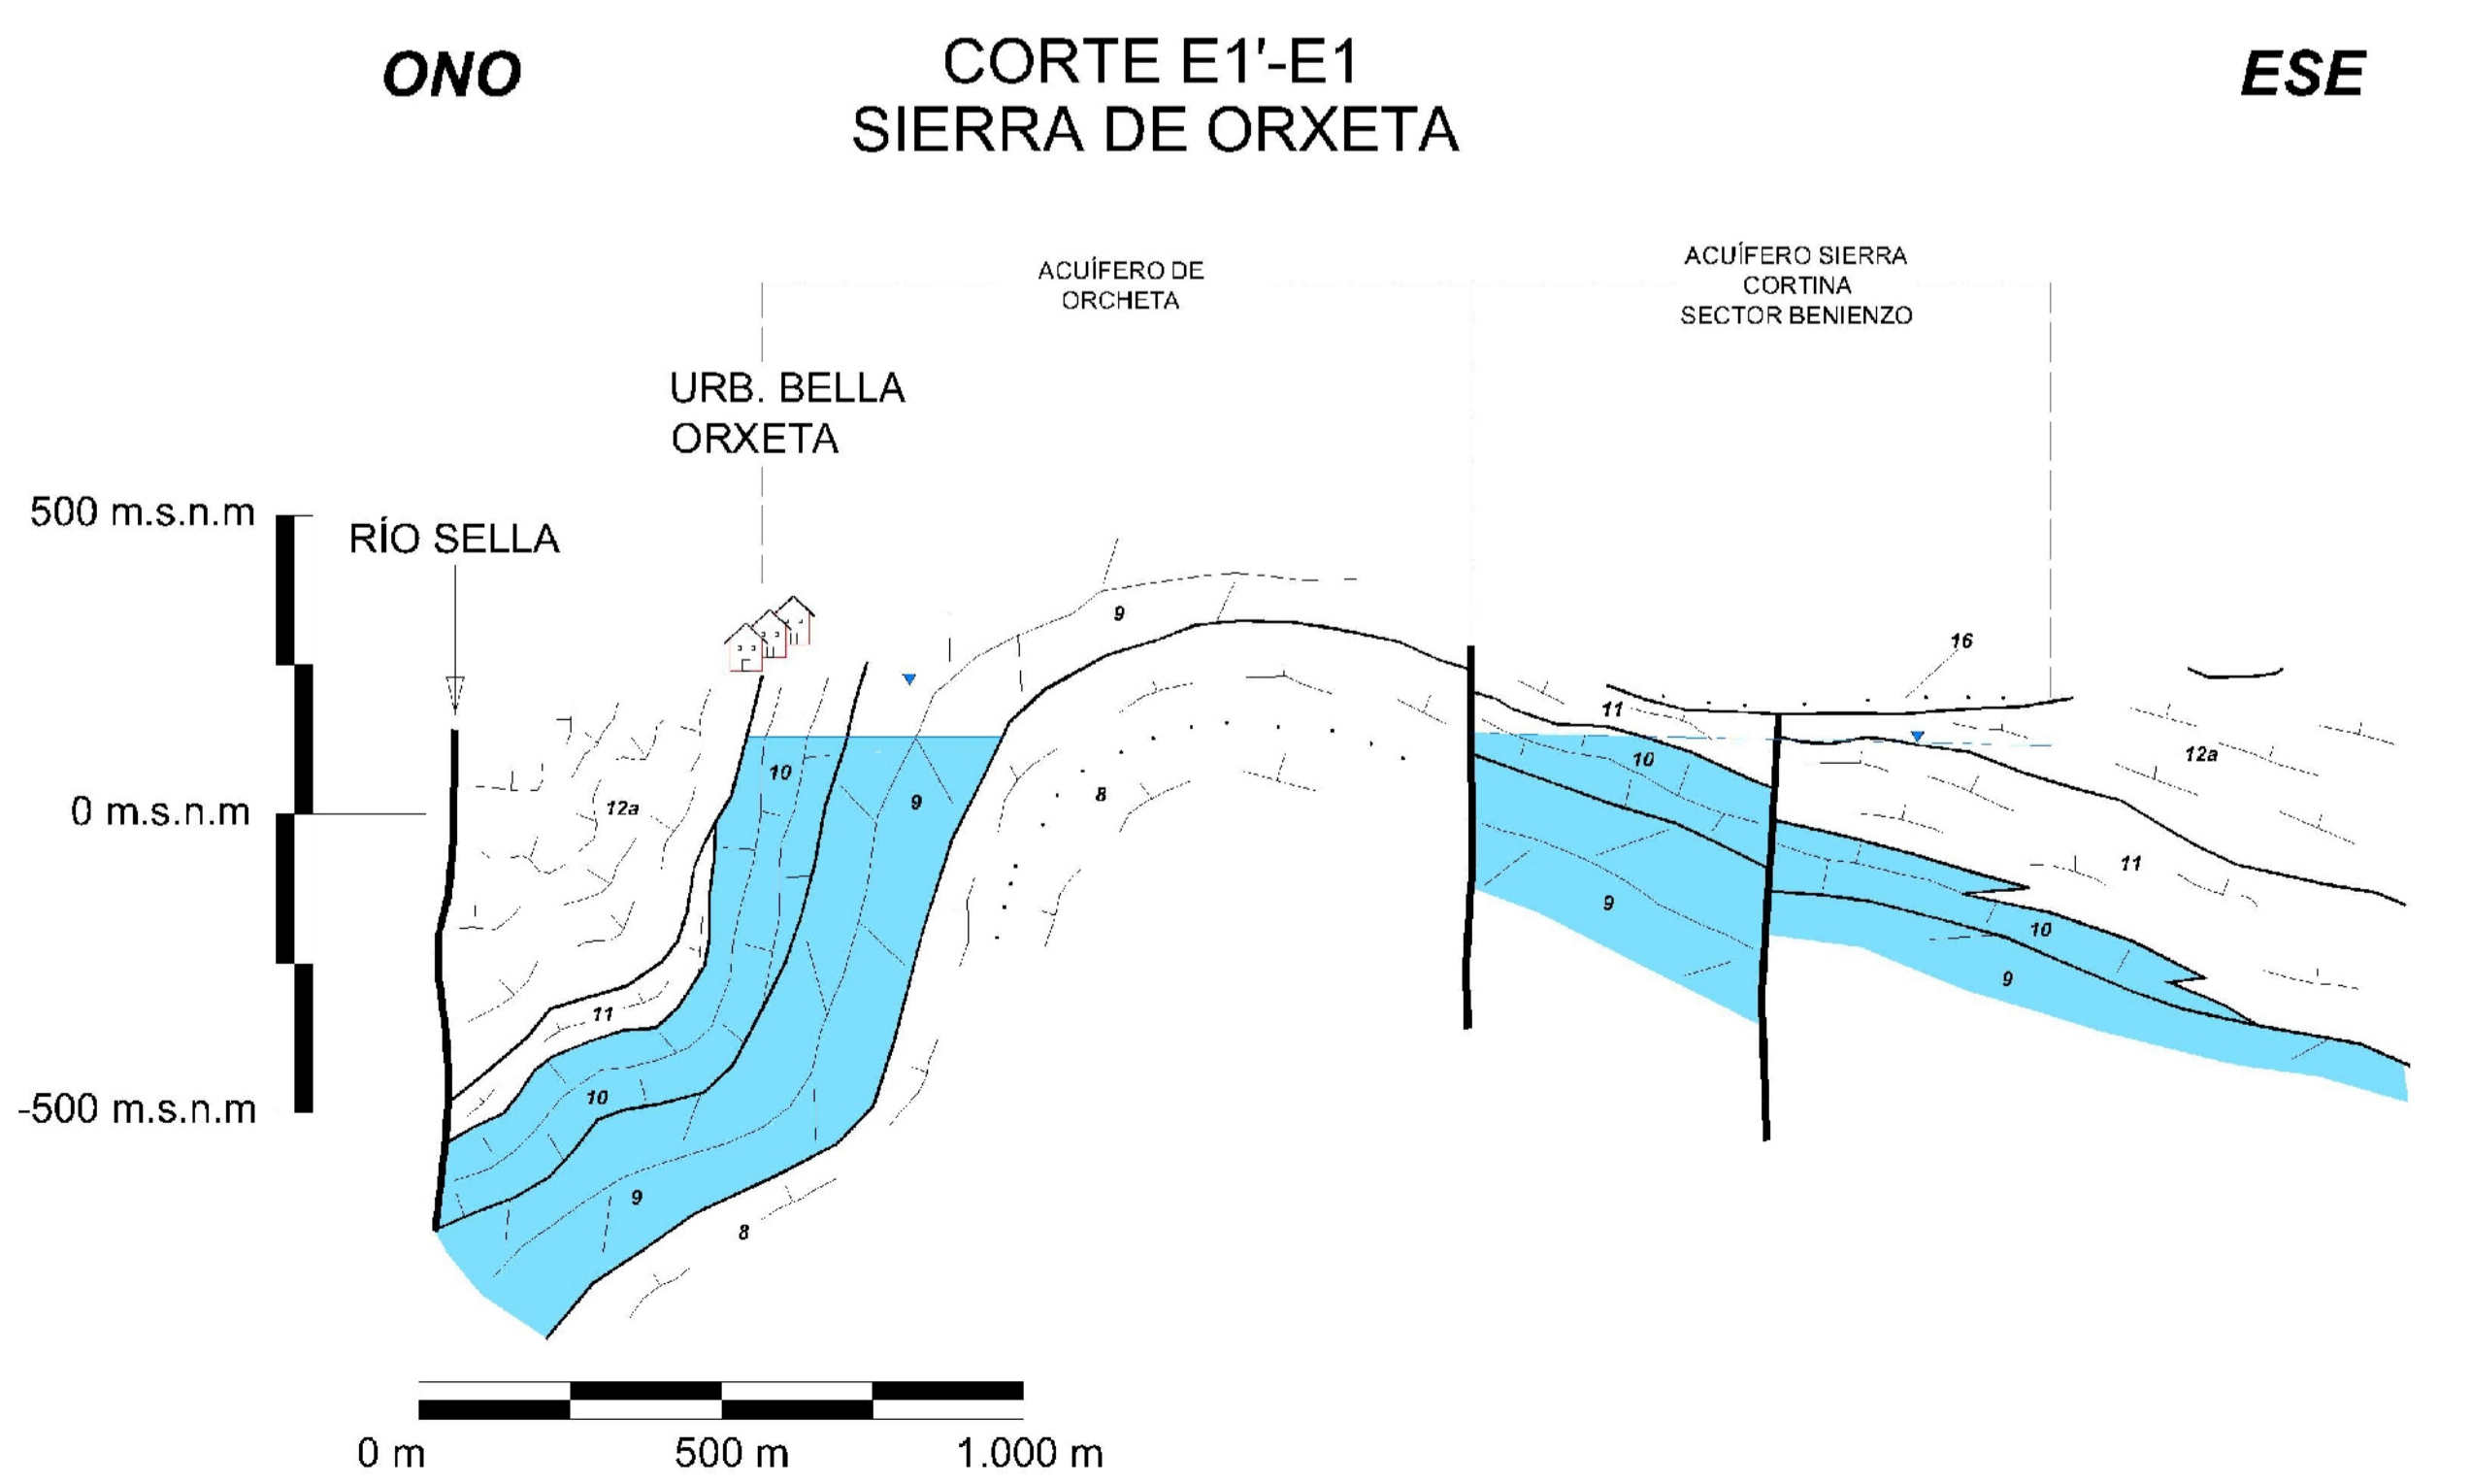 ONO
CORTE E1'-E1
SIERRA DE ORXETA
ESE
ACUÍFERO DE
ORCHETA
ACUÍFERO SIERRA
CORTINA
SECTOR BENIENZO
URB. BELLA
ORXETA
500 m.s.n.m
RÍO SELLA
9
16
11
10
12a
10
9
8
12a
0 m.s.n.m
11
9
10
9
11
10
-500 m.s.n.m
9
8
0 m
500 m
1.000 m